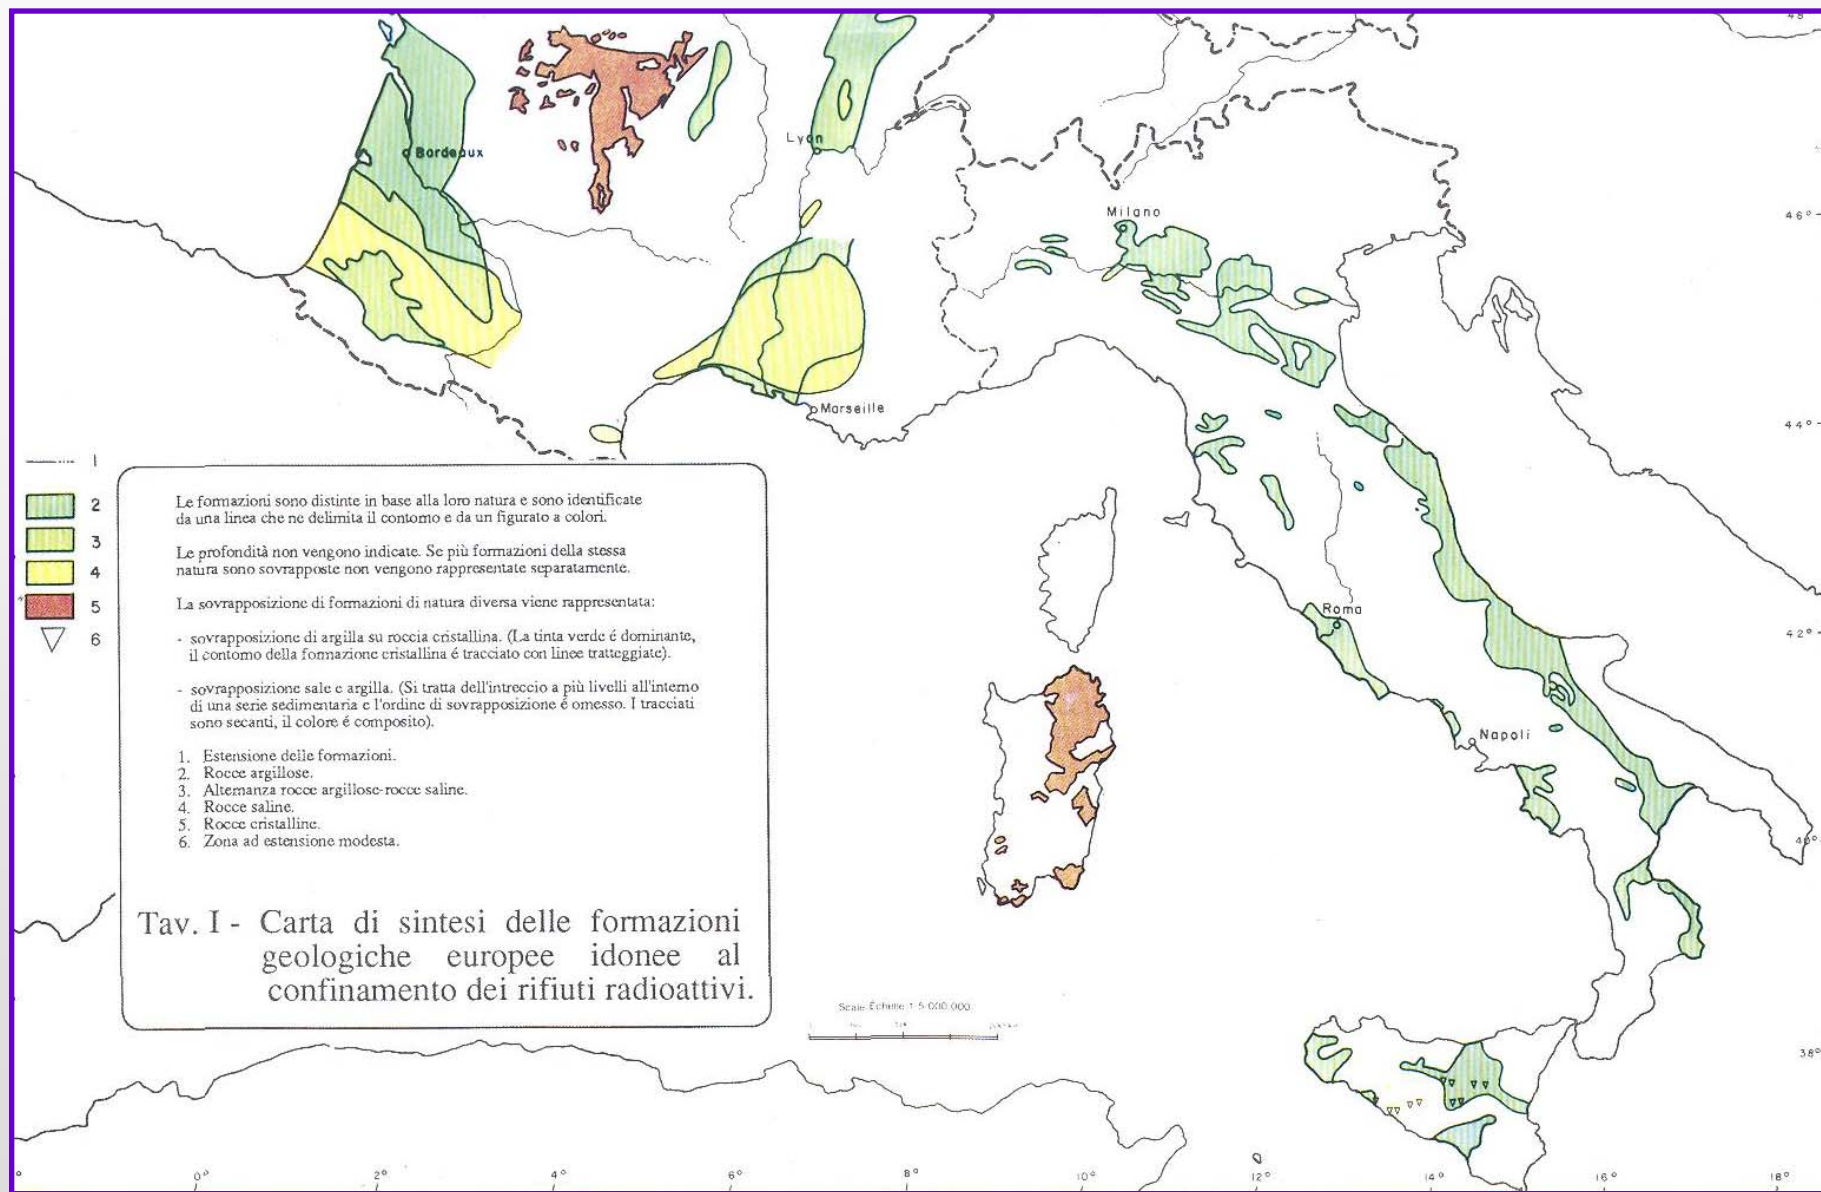 48
Bordeaux
Lyon
Milano
46°
Marseille
44°
1
2
3
4
5
6
Le formazioni sono distinte in base alla loro natura e sono identificate
da una linea che ne delimita il contorno e da un figurato a colori.
Le profondità non vengono indicate. Se più formazioni della stessa
natura sono sovrapposte non vengono rappresentate separatamente.
La sovrapposizione di formazioni di natura diversa viene rappresentata:
- sovrapposizione di argilla su roccia cristallina. (La tinta verde é dominante,
il contorno della formazione cristallina é tracciato con linee tratteggiate).
- sovrapposizione sale e argilla. (Si tratta dell'intreccio a più livelli all'interno
di una serie sedimentaria e l'ordine di sovrapposizione é omesso. I tracciati
sono secanti, il colore é composito).
1. Estensione delle formazioni.
2. Rocce argillose.
3. Alternanza rocce argillose-rocce saline.
4. Rocce saline.
5. Rocce cristalline.
6. Zona ad estensione modesta.
Tav. I - Carta di sintesi delle formazioni
geologiche europee idonee al
confinamento dei rifiuti radioattivi.
Roma
42°
Napoli
40°
Scale-Échelle 1:5 000 000
38°
0°
2°
4°
6°
8°
10°
12°
14°
16°
18°